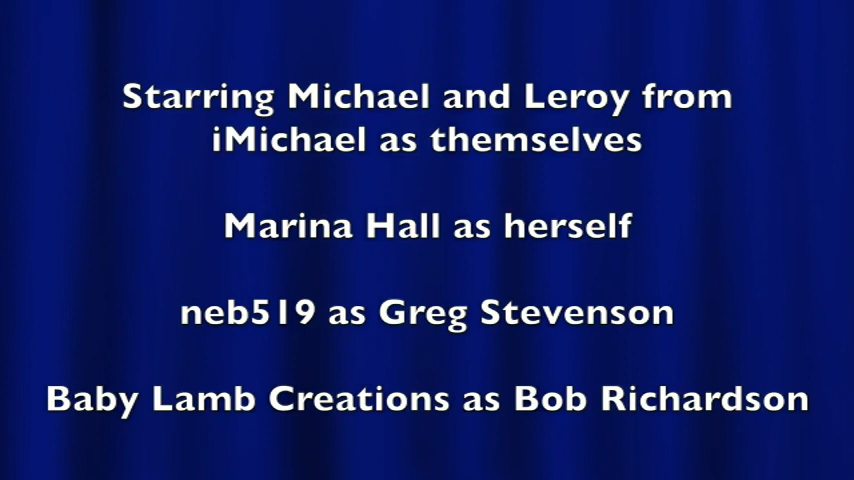 Starring Michael and Leroy from
iMichael as themselves
Marina Hall as herself
neb519 as Greg Stevenson
Baby Lamb Creations as Bob Richardson